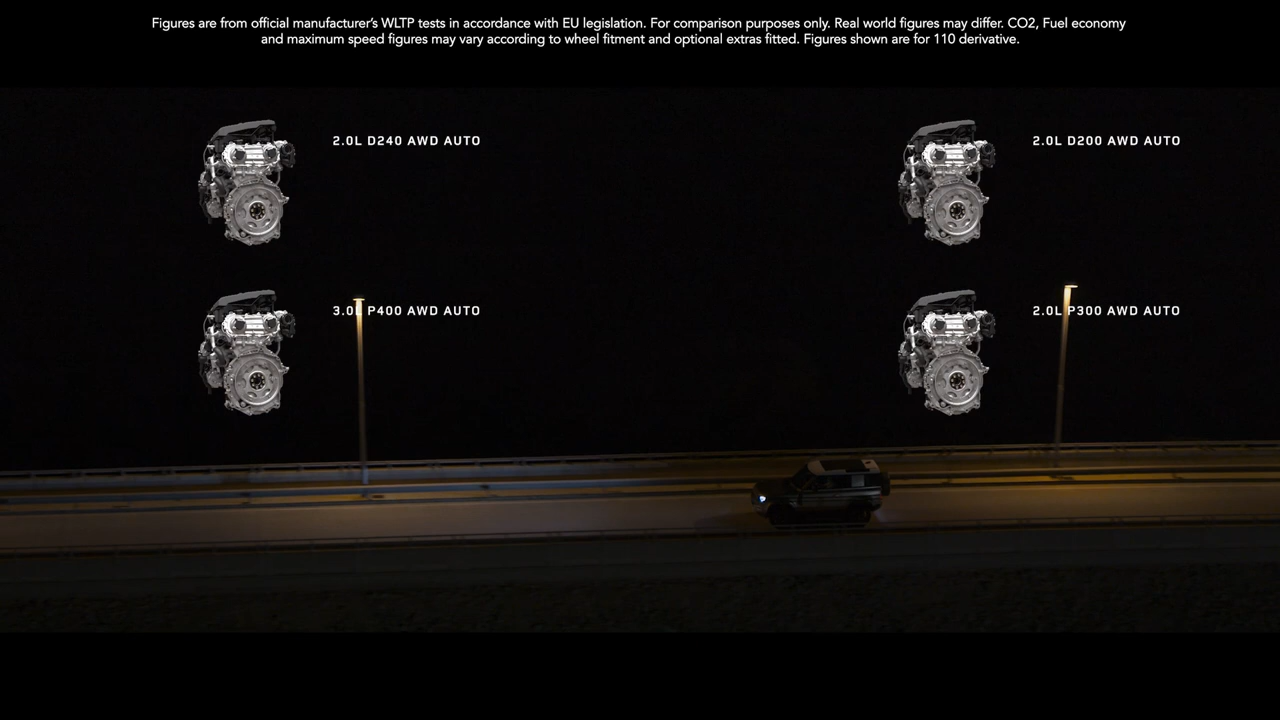 Figures are from official manufacturer's WLTP tests in accordance with EU legislation. For comparison purposes only. Real world figures may differ. CO2, Fuel economy
and maximum speed figures may vary according to wheel fitment and optional extras fitted. Figures shown are for 110 derivative.
2.0L D240 AWD AUTO
2.0L D200 AWD AUTO
3.0L P400 AWD AUTO
2.0L P300 AWD AUTO